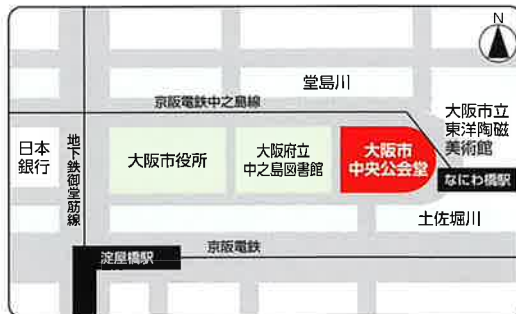 N
堂島川
京阪電鉄中之島線
大阪市立
東洋陶磁
美術館
日本
銀行
地下鉄御堂筋線
大阪市役所
大阪府立
中之島図書館
大阪市
中央公会堂
なにわ橋駅
土佐堀川
京阪電鉄
淀屋橋駅